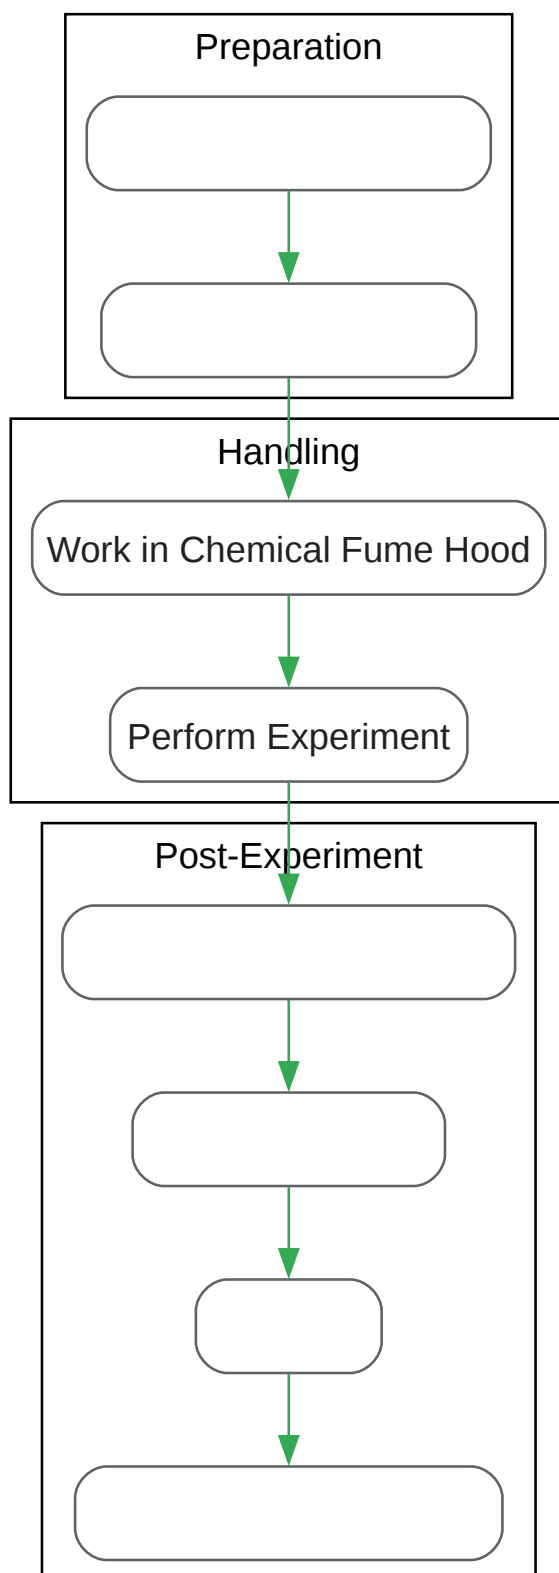 Preparation
Handling
Work in Chemical Fume Hood
Perform Experiment
Post-Experiment